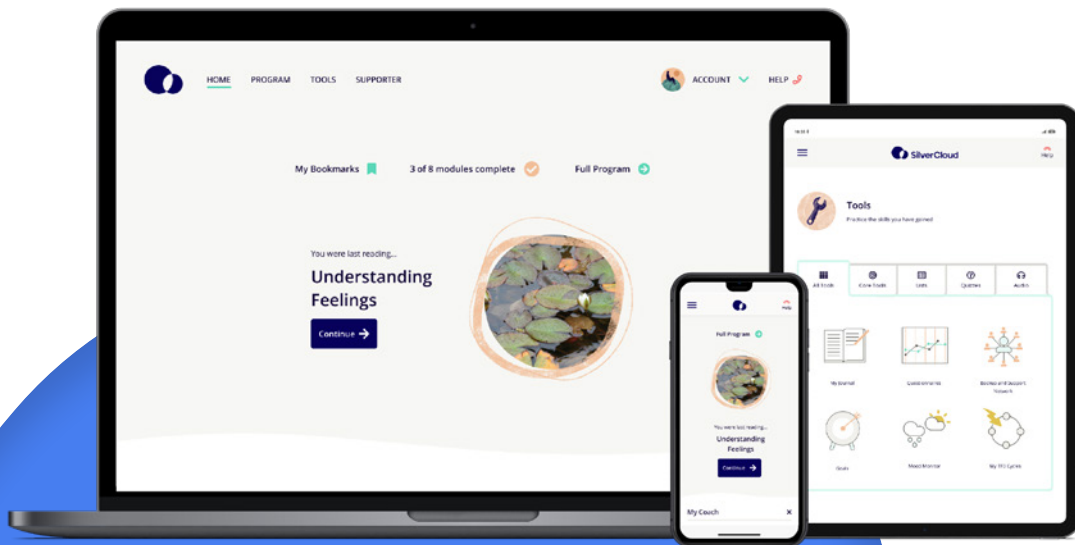 HOME PROGRAM TOOLS SUPPORTER ACCOUNT HELP
My Bookmarks 3 of 8 modules complete Full Program
You were last reading...
Understanding
Feelings
Continue
SilverCloud
Help
Tools
Practice the skills you have gained
All Tools Core Tools Lists Quizzes Audio
My Journal
Backup and Support
Network
Goals Mood Monitor My TFB Cycles
Help
Full Program
You were last reading...
Understanding
Feelings
Continue
My Couch